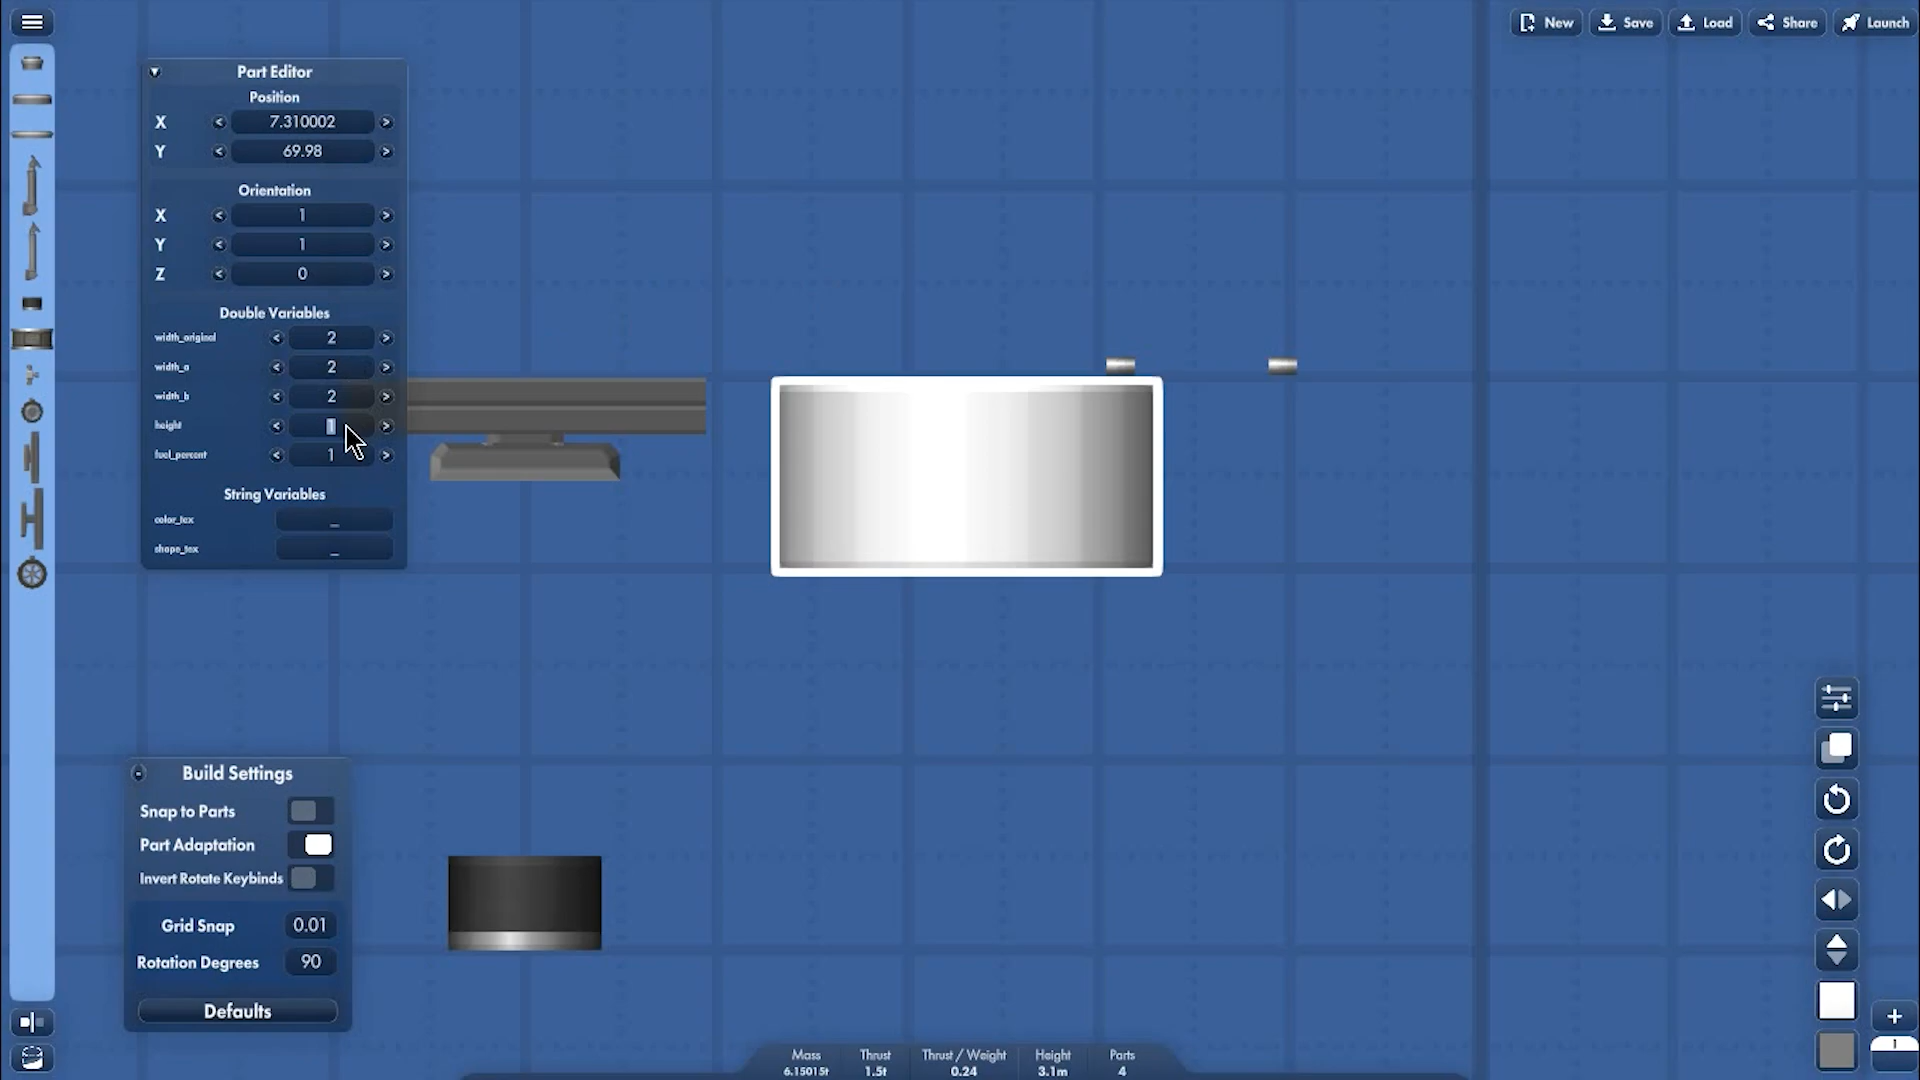 New
Save
Load
Share
Launch
Part Editor
Position
X < 7.310002 >
Y < 69.98 >
Orientation
X < 1 >
Y < 1 >
Z < 0 >
Double Variables
width_original < 2 >
width_a < 2 >
width_b < 2 >
height < 1 >
fuel_percent < 1 >
String Variables
color_tex _
shape_tex _
Build Settings
Snap to Parts
Part Adaptation
Invert Rotate Keybinds
Grid Snap 0.01
Rotation Degrees 90
Defaults
Mass Thrust Thrust / Weight Height Parts
6.15015t 1.5t 0.24 3.1m 4
+
1